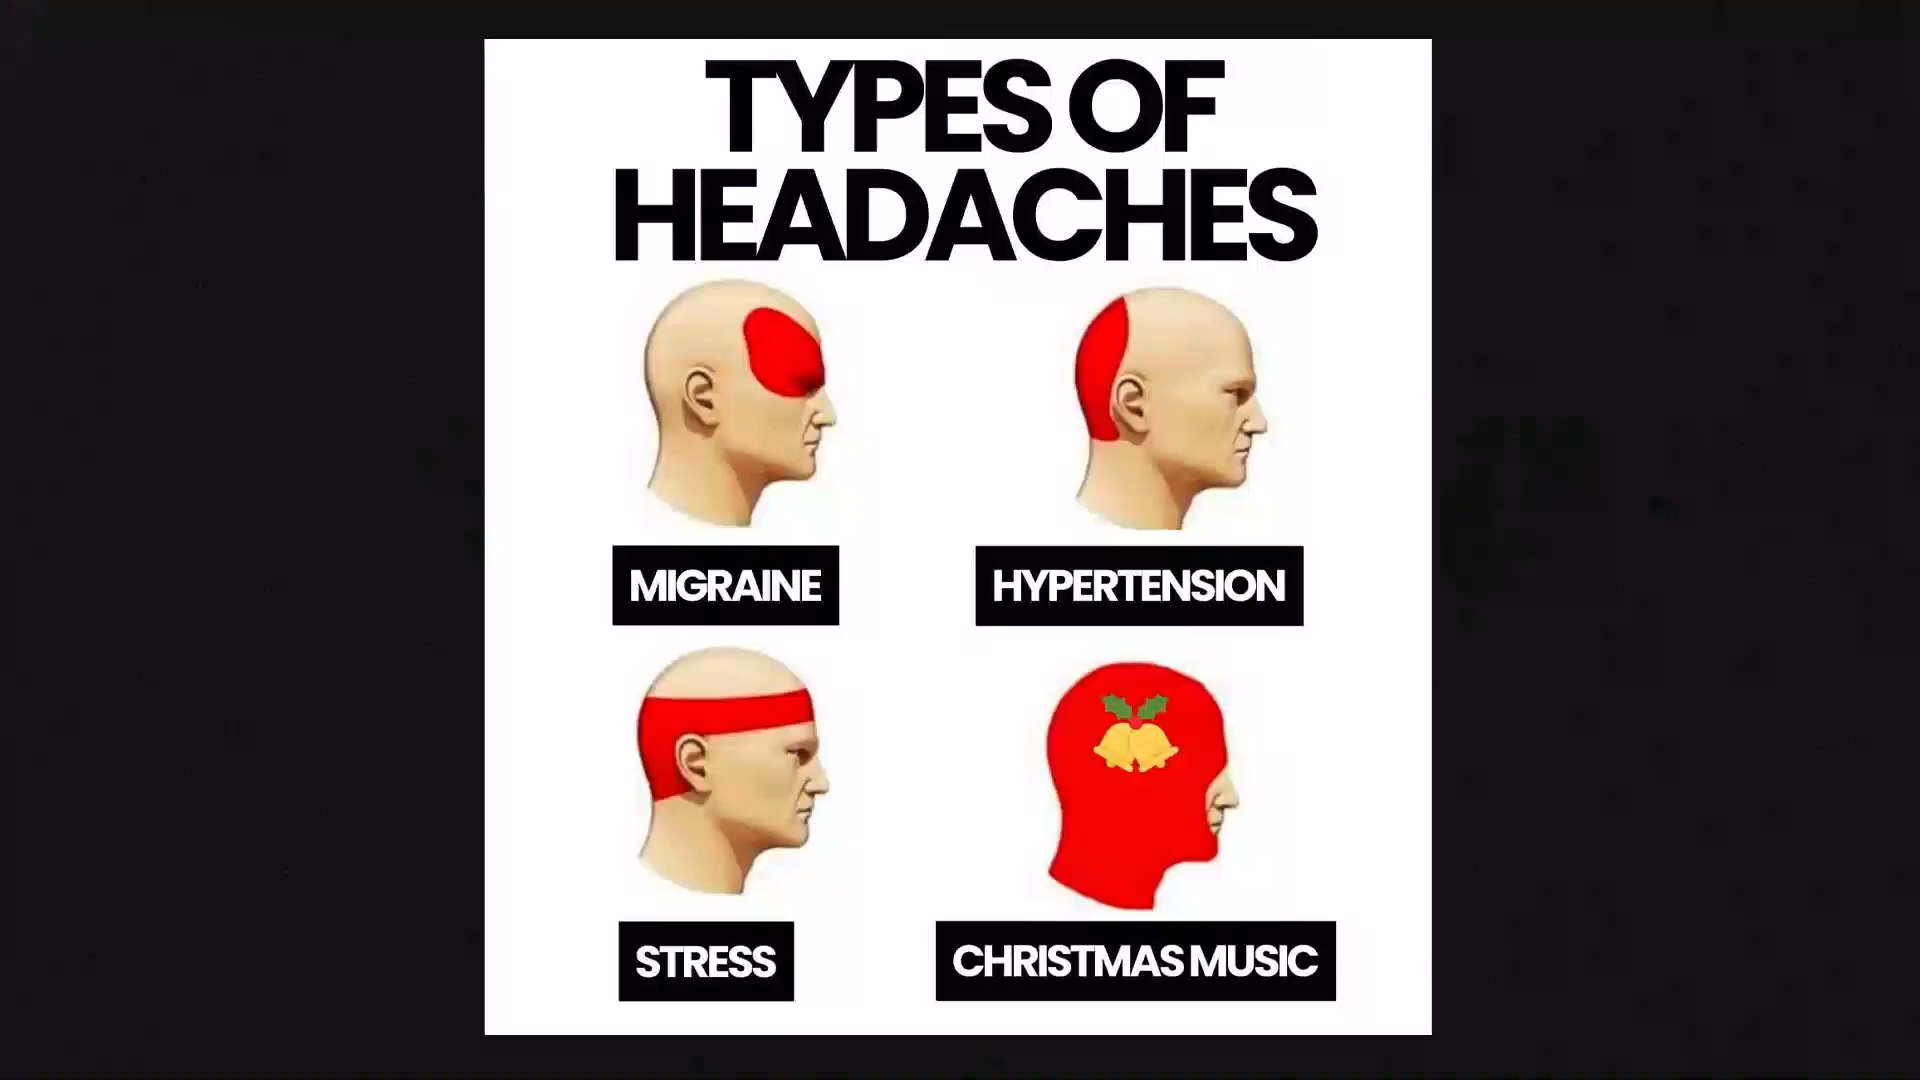 TYPES OF
HEADACHES
MIGRAINE
HYPERTENSION
STRESS
CHRISTMAS MUSIC